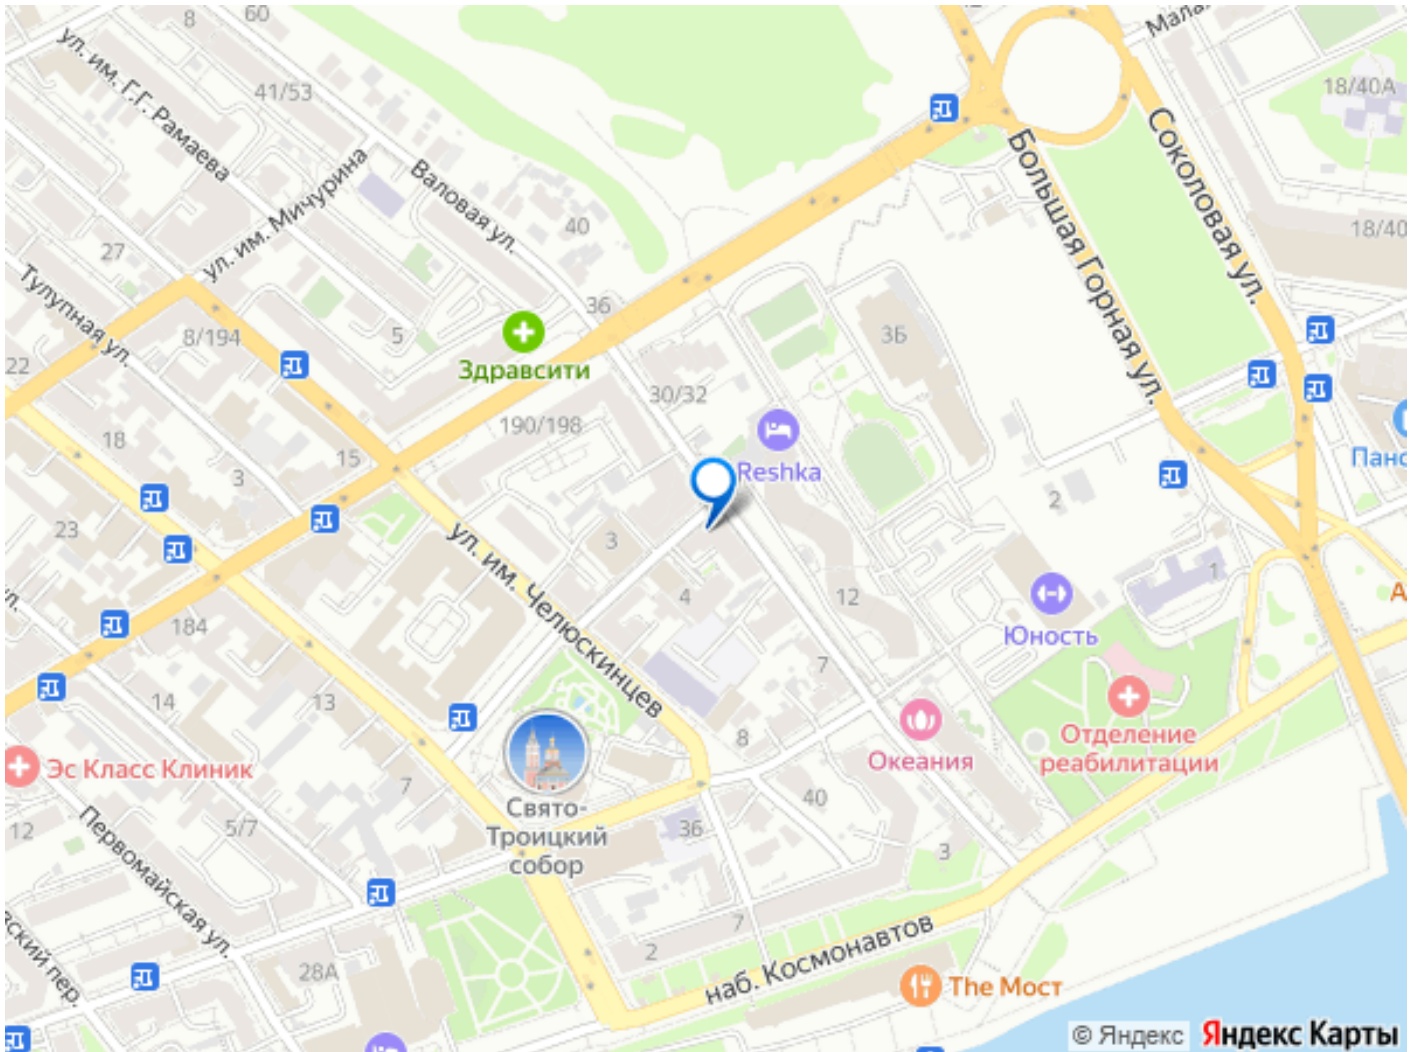 8
60
Мала
ул. им. Г.Г. Рамаева
41/53
18/40А
Соколовая ул.
Большая Горная ул.
ул. им. Мичурина
Валовая ул.
40
18/40
27
Тулупная ул.
36
8/194
5
3Б
22
Здравсити
30/32
190/198
18
15
3
Reshka
Панс
2
23
ул. им. Челюскинцев
3
4
12
1
А
л.
184
Юность
7
14
13
Отделение
реабилитации
8
Океания
Эс Класс Клиник
7
Свято-
Троицкий
собор
40
12
5/7
36
3
Первомайская ул.
ский пер.
7
2
28А
наб. Космонавтов
The Мост
© Яндекс
Яндекс Карты